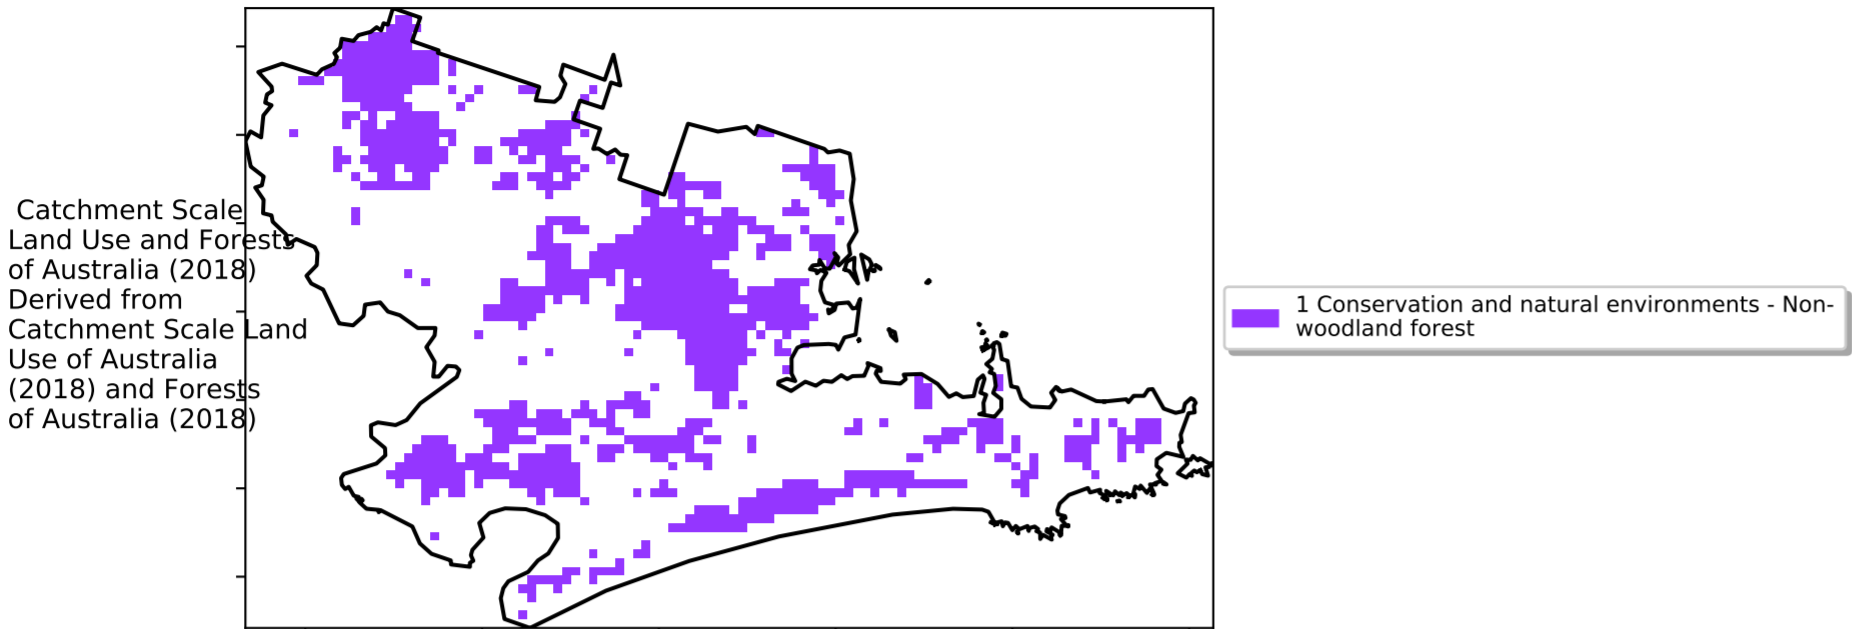 Catchment Scale
Land Use and Forests
of Australia (2018)
Derived from
Catchment Scale Land
Use of Australia
(2018) and Forests
of Australia (2018)
1 Conservation and natural environments - Non-
woodland forest